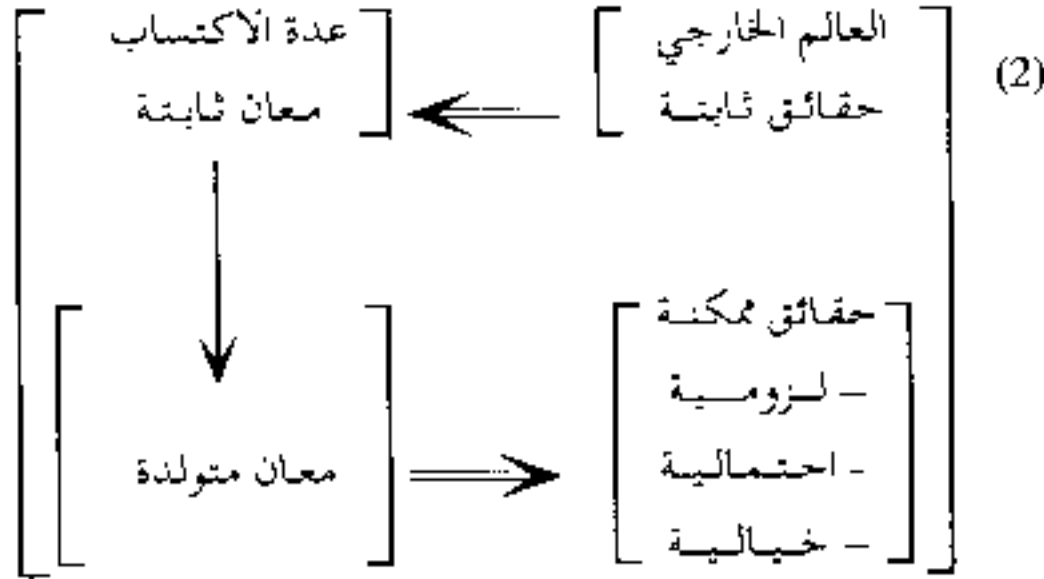 (2)
العالم الخارجي
حقائق ثابتة
عدة الاكتساب
معان ثابتة
معان متولدة
حقائق ممكنة
– لزومية
- احتمالية
– خيالية